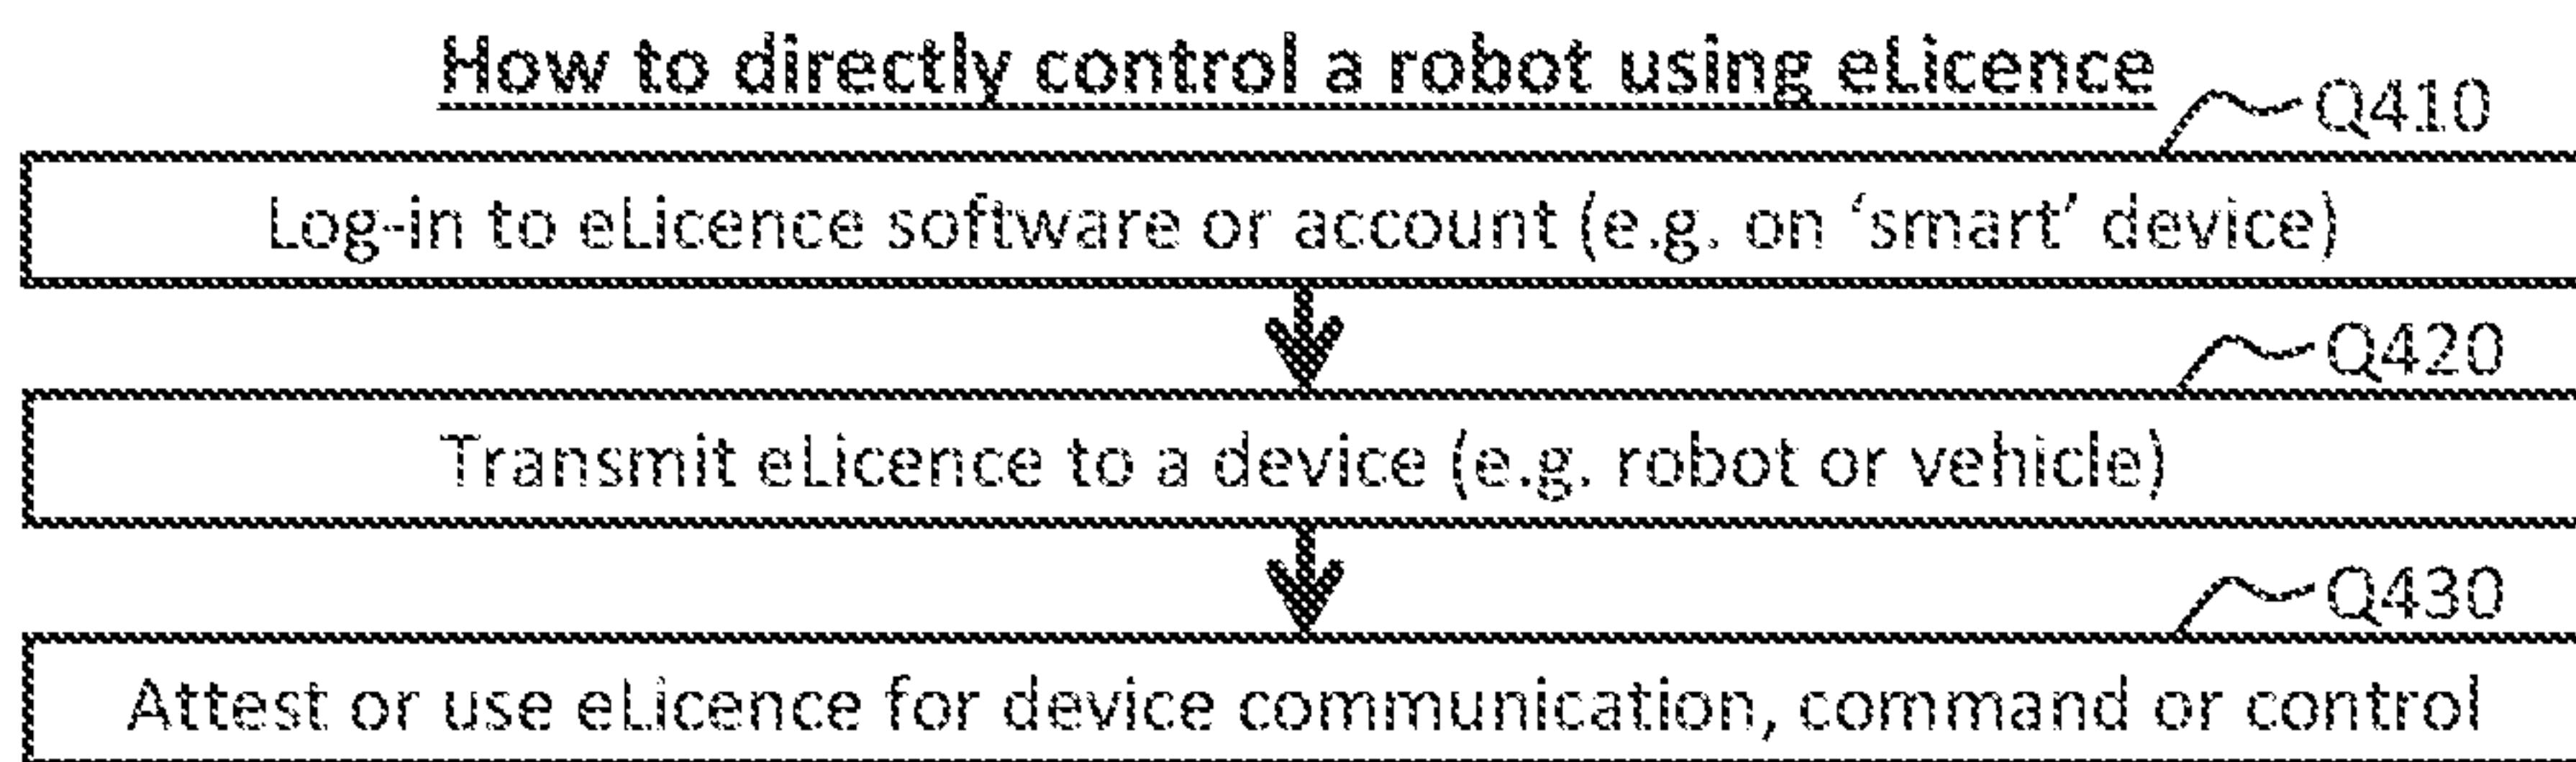 How to directly control a robot using eLicence
Q410
Log-in to eLicence software or account (e.g. on ‘smart’ device)
Q420
Transmit eLicence to a device (e.g. robot or vehicle)
Q430
Attest or use eLicence for device communication, command or control